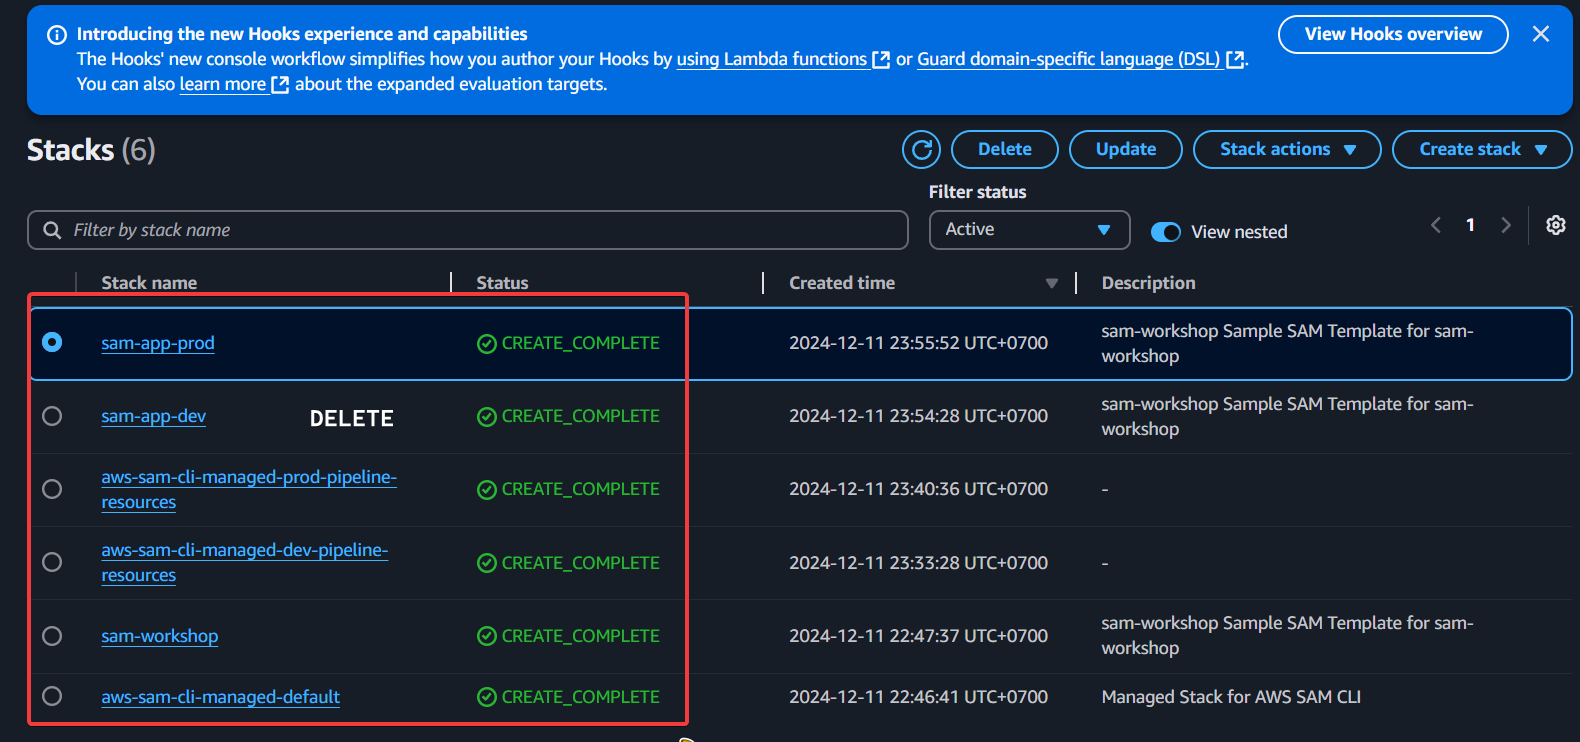 Introducing the new Hooks experience and capabilities
The Hooks' new console workflow simplifies how you author your Hooks by using Lambda functions or Guard domain-specific language (DSL).
You can also learn more about the expanded evaluation targets.
View Hooks overview
Stacks (6)
Delete
Update
Stack actions
Create stack
Filter status
Filter by stack name
Active
View nested
1
Stack name
Status
Created time
Description
sam-app-prod
CREATE_COMPLETE
2024-12-11 23:55:52 UTC+0700
sam-workshop Sample SAM Template for sam-
workshop
sam-app-dev
DELETE
CREATE_COMPLETE
2024-12-11 23:54:28 UTC+0700
sam-workshop Sample SAM Template for sam-
workshop
aws-sam-cli-managed-prod-pipeline-
resources
CREATE_COMPLETE
2024-12-11 23:40:36 UTC+0700
-
aws-sam-cli-managed-dev-pipeline-
resources
CREATE_COMPLETE
2024-12-11 23:33:28 UTC+0700
-
sam-workshop
CREATE_COMPLETE
2024-12-11 22:47:37 UTC+0700
sam-workshop Sample SAM Template for sam-
workshop
aws-sam-cli-managed-default
CREATE_COMPLETE
2024-12-11 22:46:41 UTC+0700
Managed Stack for AWS SAM CLI